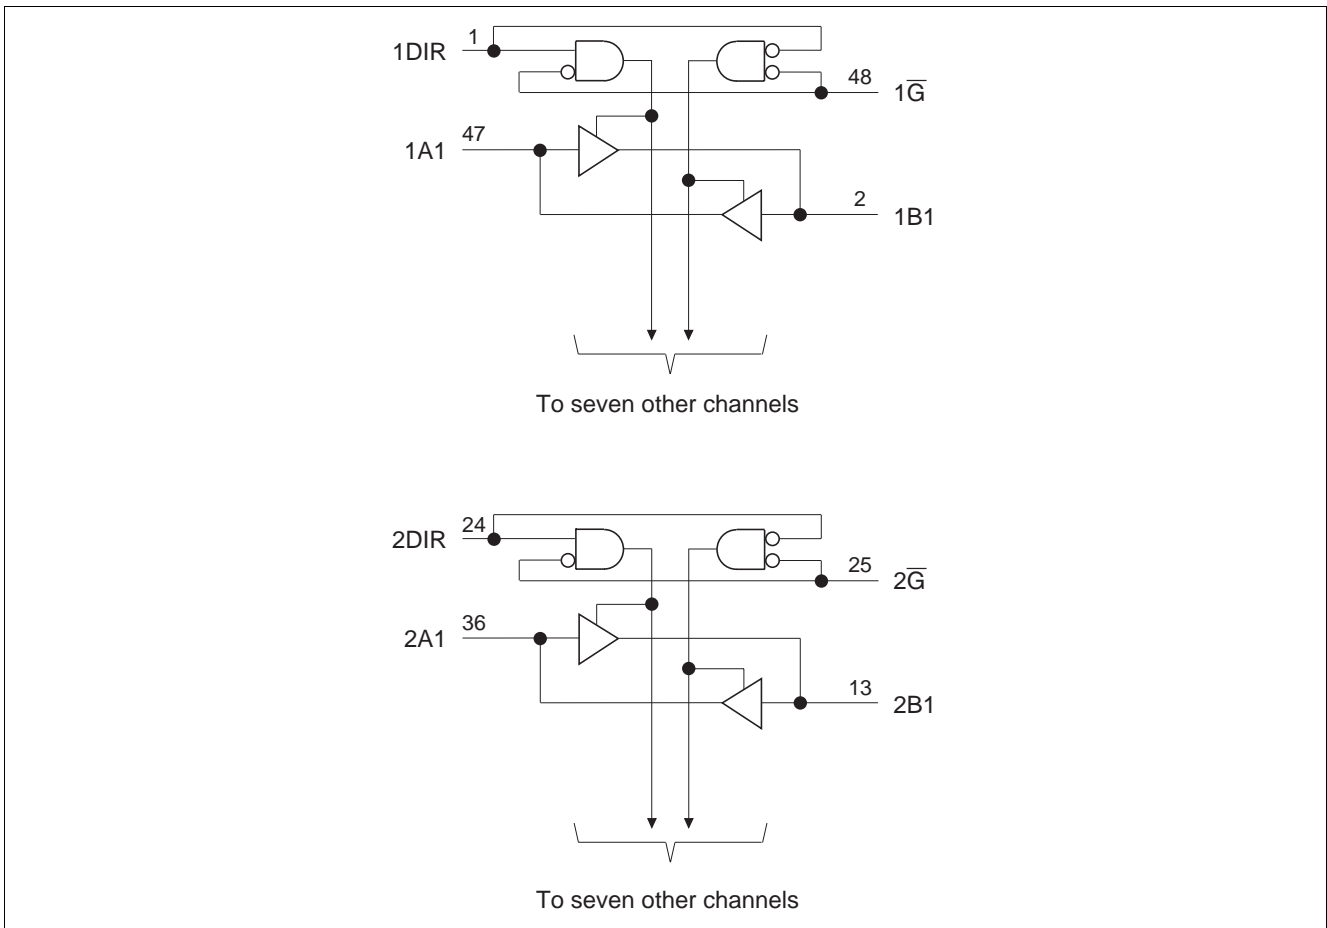 1DIR 1
48 1G̅
1A1 47
2 1B1
To seven other channels
2DIR 24
25 2G̅
2A1 36
13 2B1
To seven other channels